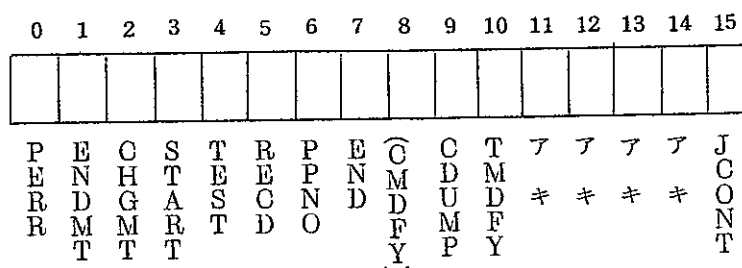 0 1 2 3 4 5 6 7 8 9 10 11 12 13 14 15
PERR
ENDMT
CHGMT
START
TEST
RECD
PPNO
END
CMDFY
CDUMP
TMDFY
アキ
アキ
アキ
アキ
JCONT